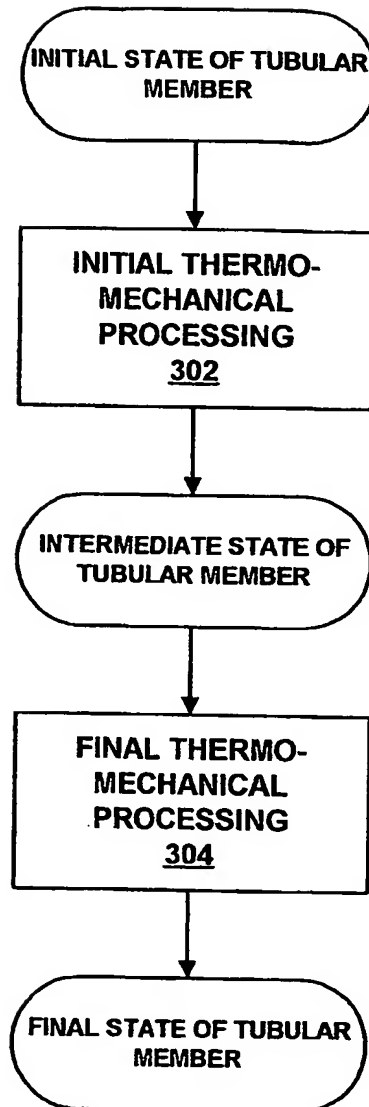 INITIAL STATE OF TUBULAR
MEMBER
INITIAL THERMO-
MECHANICAL
PROCESSING
302
INTERMEDIATE STATE OF
TUBULAR MEMBER
FINAL THERMO-
MECHANICAL
PROCESSING
304
FINAL STATE OF TUBULAR
MEMBER